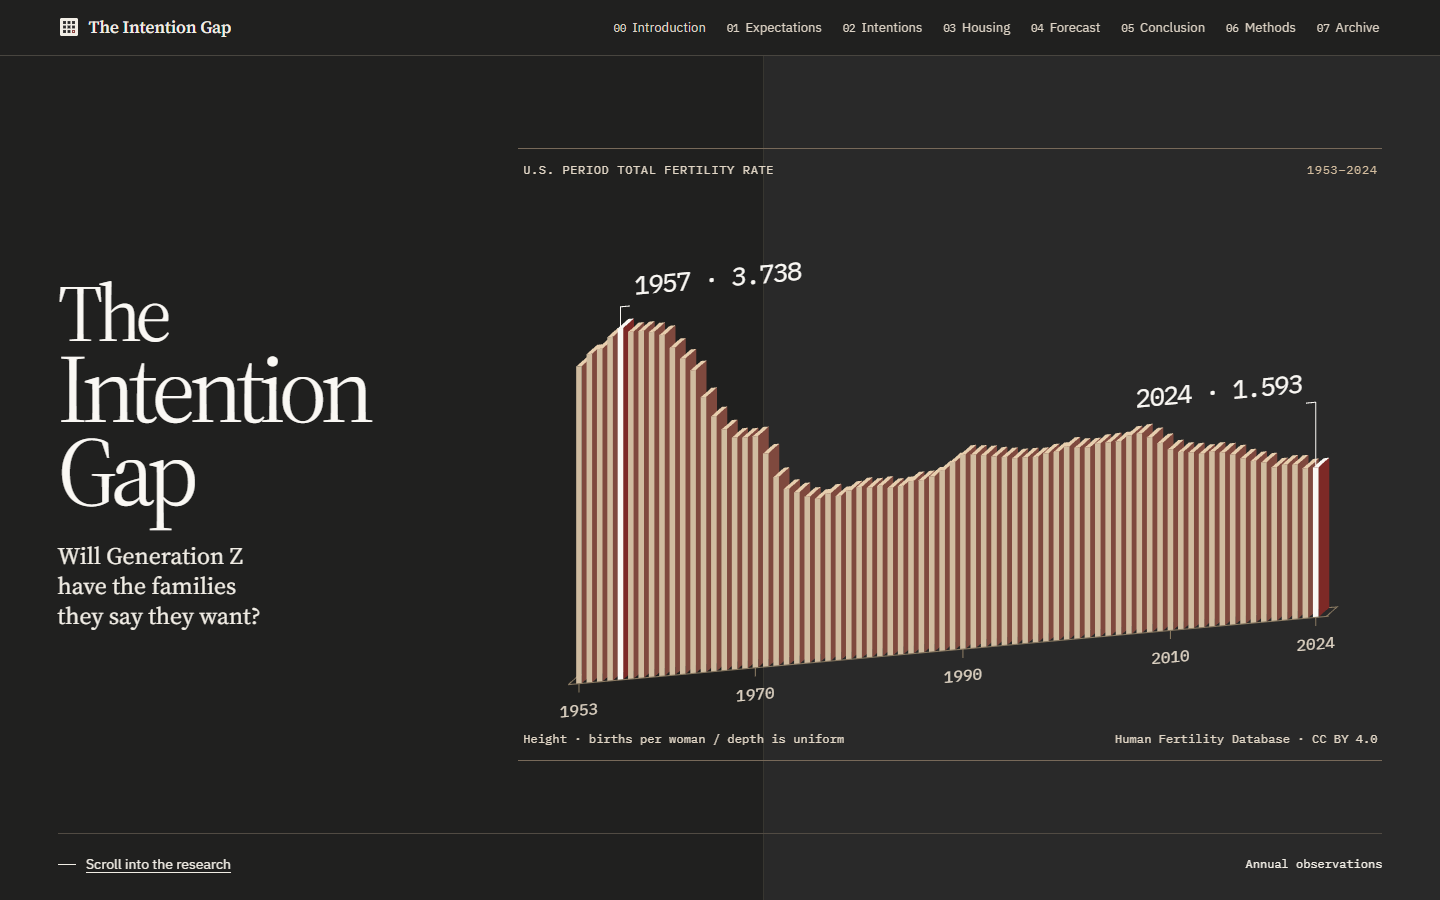 The Intention Gap
00 Introduction
01 Expectations
02 Intentions
03 Housing
04 Forecast
05 Conclusion
06 Methods
07 Archive
U.S. PERIOD TOTAL FERTILITY RATE
1953–2024
The
Intention
Gap
Will Generation Z
have the families
they say they want?
1957 · 3.738
2024 · 1.593
1953
1970
1990
2010
2024
Height · births per woman / depth is uniform
Human Fertility Database · CC BY 4.0
Scroll into the research
Annual observations